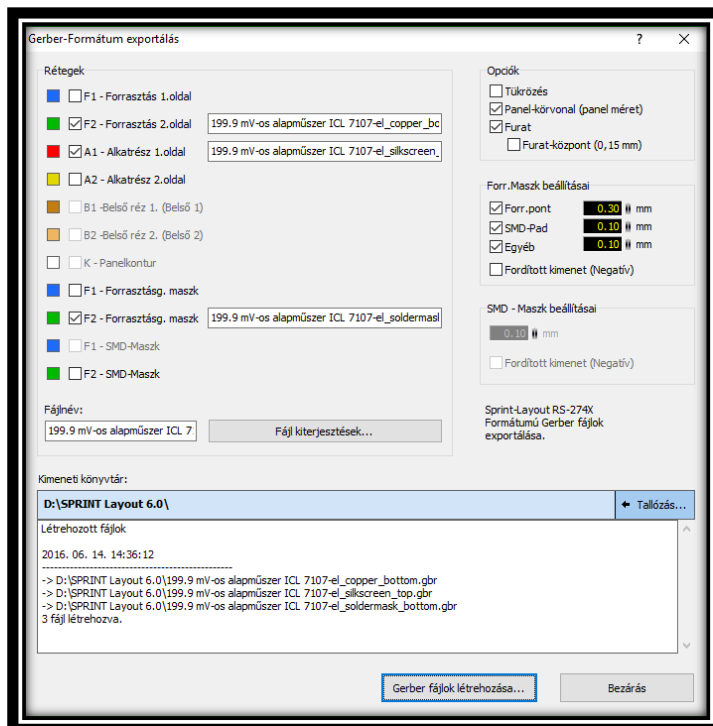 Gerber-Formátum exportálás
Rétegek
F1 - Forrasztás 1.oldal
F2 - Forrasztás 2.oldal 199.9 mV-os alapműszer ICL 7107-el_copper_bo
A1 - Alkatrész 1.oldal 199.9 mV-os alapműszer ICL 7107-el_silkscreen_
A2 - Alkatrész 2.oldal
B1 -Belső réz 1. (Belső 1)
B2 -Belső réz 2. (Belső 2)
K - Panelkontur
F1 - Forrasztásg. maszk
F2 - Forrasztásg. maszk 199.9 mV-os alapműszer ICL 7107-el_soldermasl
F1 - SMD-Maszk
F2 - SMD-Maszk
Fájlnév:
199.9 mV-os alapműszer ICL 7 Fájl kiterjesztések...
Opciók
Tükrözés
Panel-körvonal (panel méret)
Furat
Furat-központ (0,15 mm)
Forr.Maszk beállításai
Forr.pont 0.30 mm
SMD-Pad 0.10 mm
Egyéb 0.10 mm
Fordított kimenet (Negatív)
SMD - Maszk beállításai
0.10 mm
Fordított kimenet (Negatív)
Sprint-Layout RS-274X
Formátumú Gerber fájlok
exportálása.
Kimeneti könyvtár:
D:\SPRINT Layout 6.0\ Tallózás...
Létrehozott fájlok
2016. 06. 14. 14:36:12
------------------------------------------------
-> D:\SPRINT Layout 6.0\199.9 mV-os alapműszer ICL 7107-el_copper_bottom.gbr
-> D:\SPRINT Layout 6.0\199.9 mV-os alapműszer ICL 7107-el_silkscreen_top.gbr
-> D:\SPRINT Layout 6.0\199.9 mV-os alapműszer ICL 7107-el_soldermask_bottom.gbr
3 fájl létrehozva.
Gerber fájlok létrehozása... Bezárás